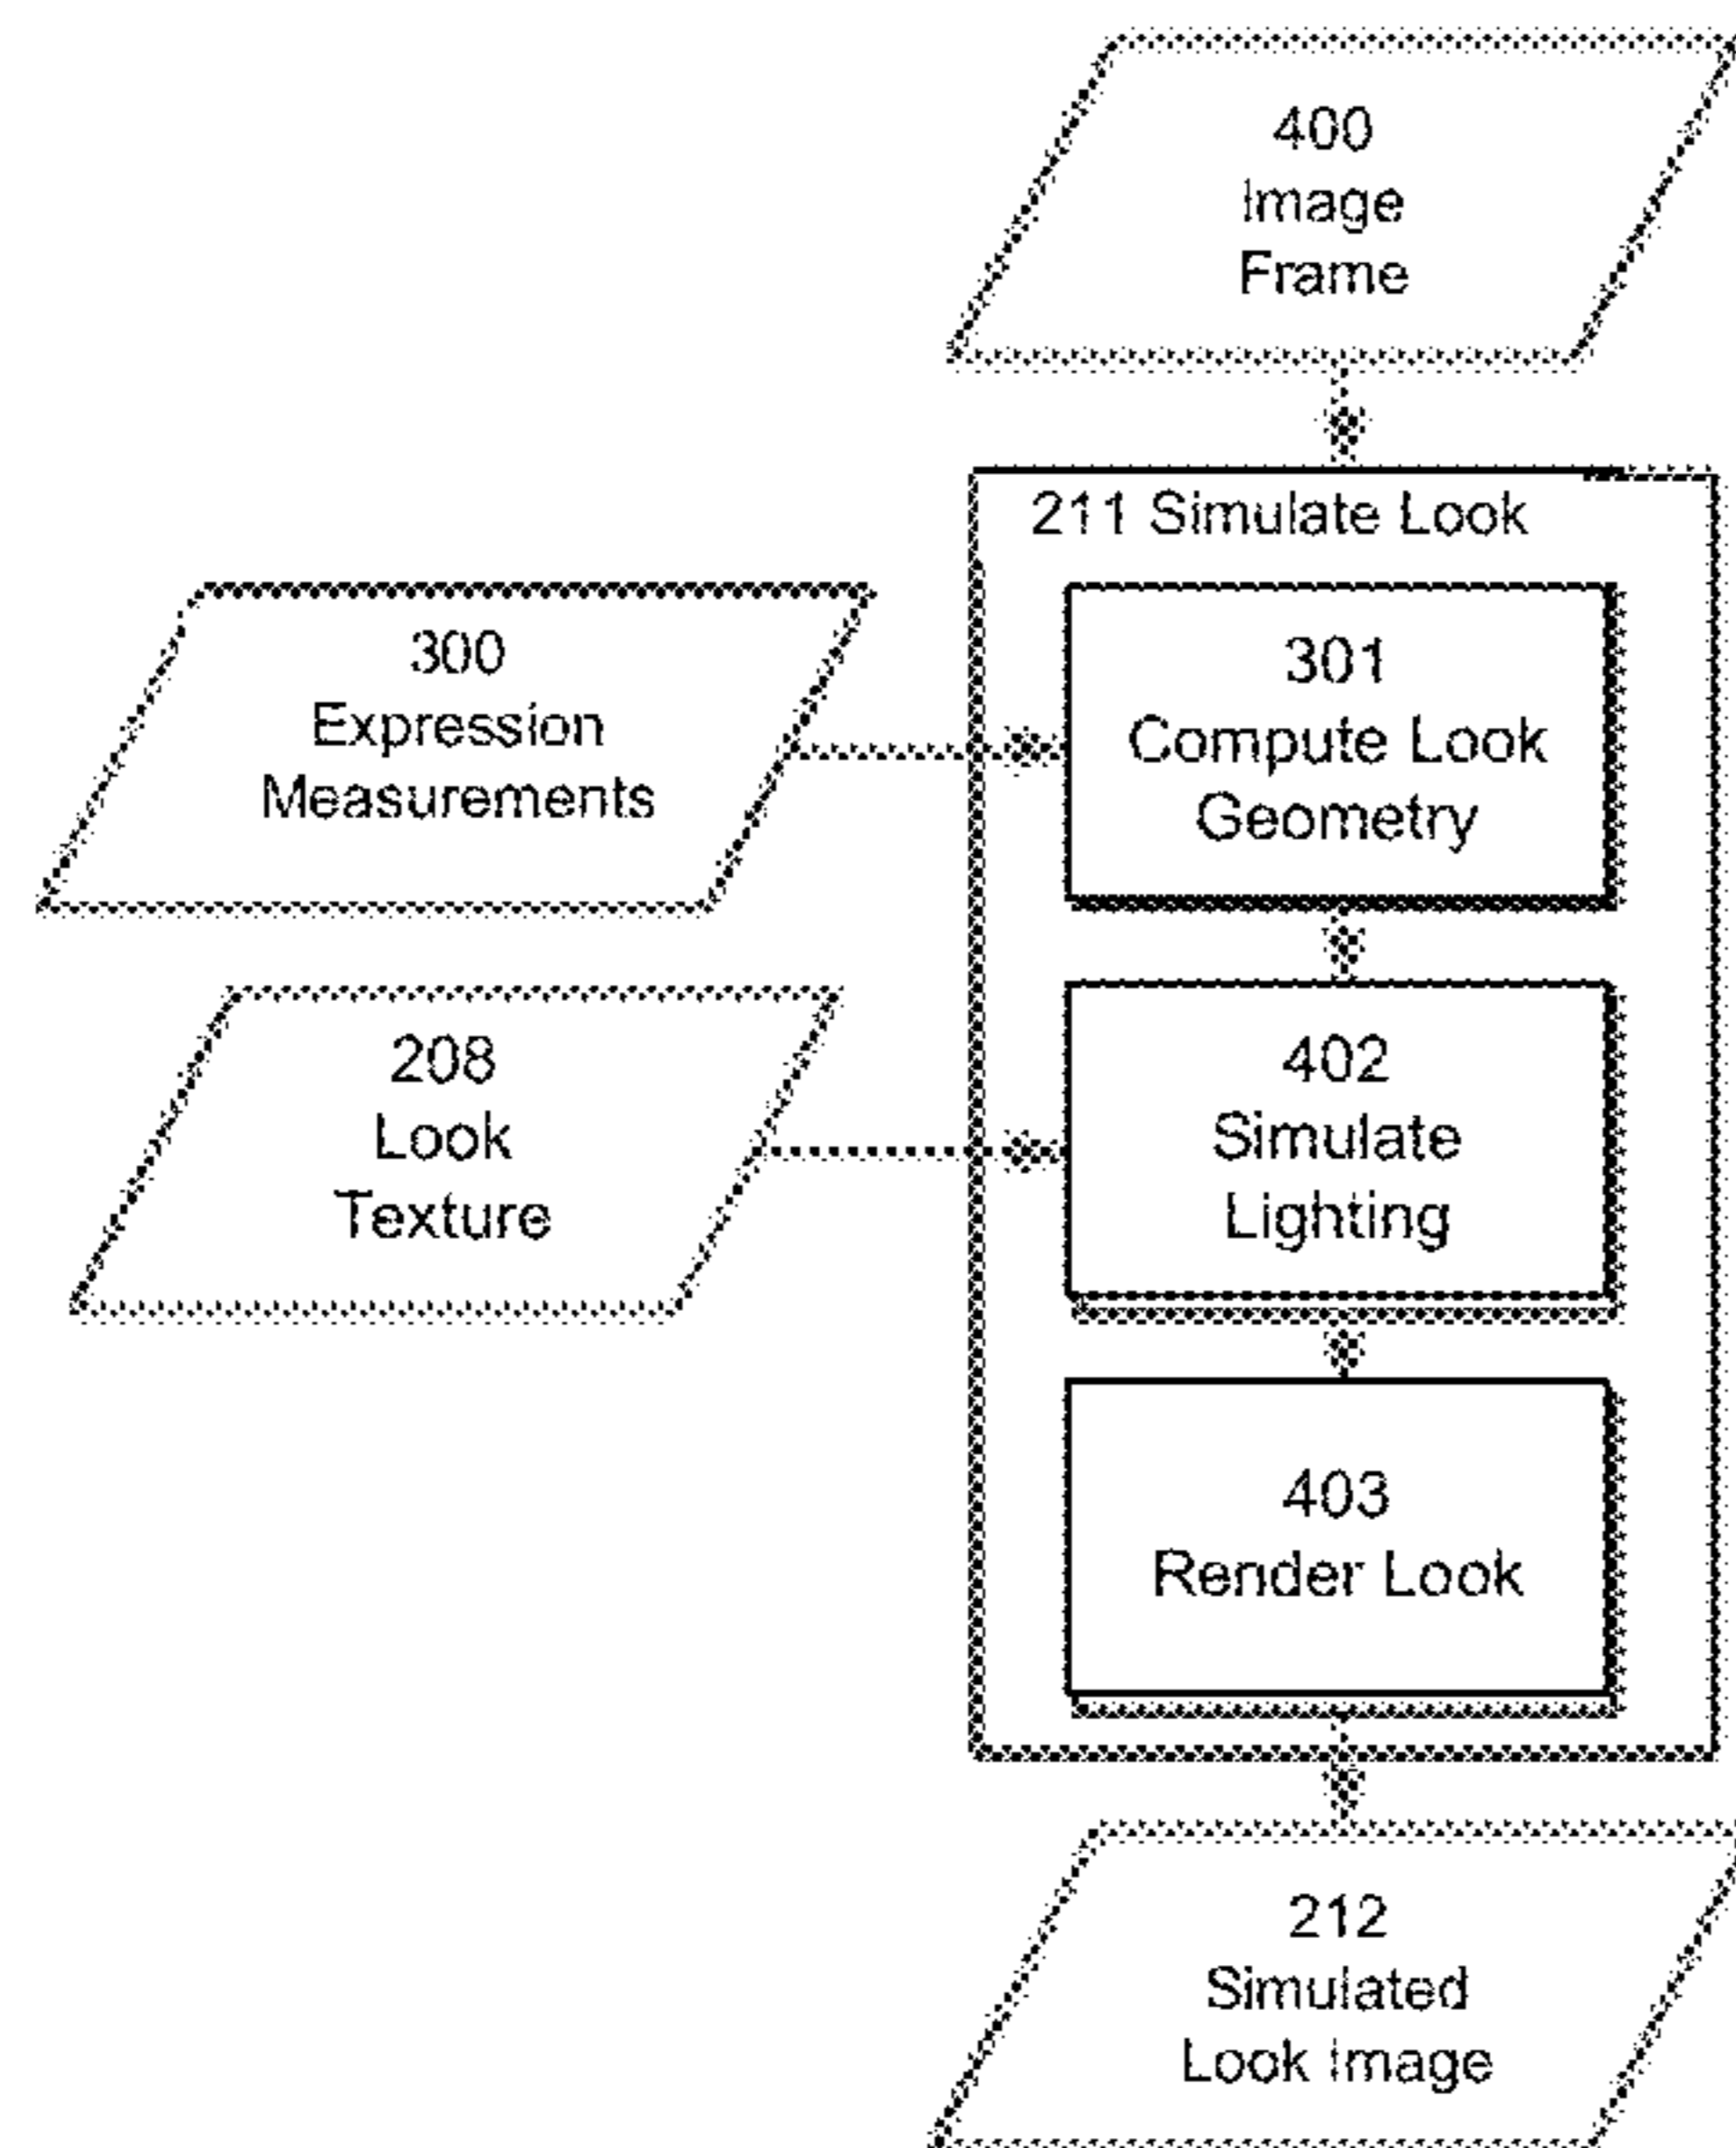 400
Image
Frame
211 Simulate Look
300
Expression
Measurements
301
Compute Look
Geometry
208
Look
Texture
402
Simulate
Lighting
403
Render Look
212
Simulated
Look Image